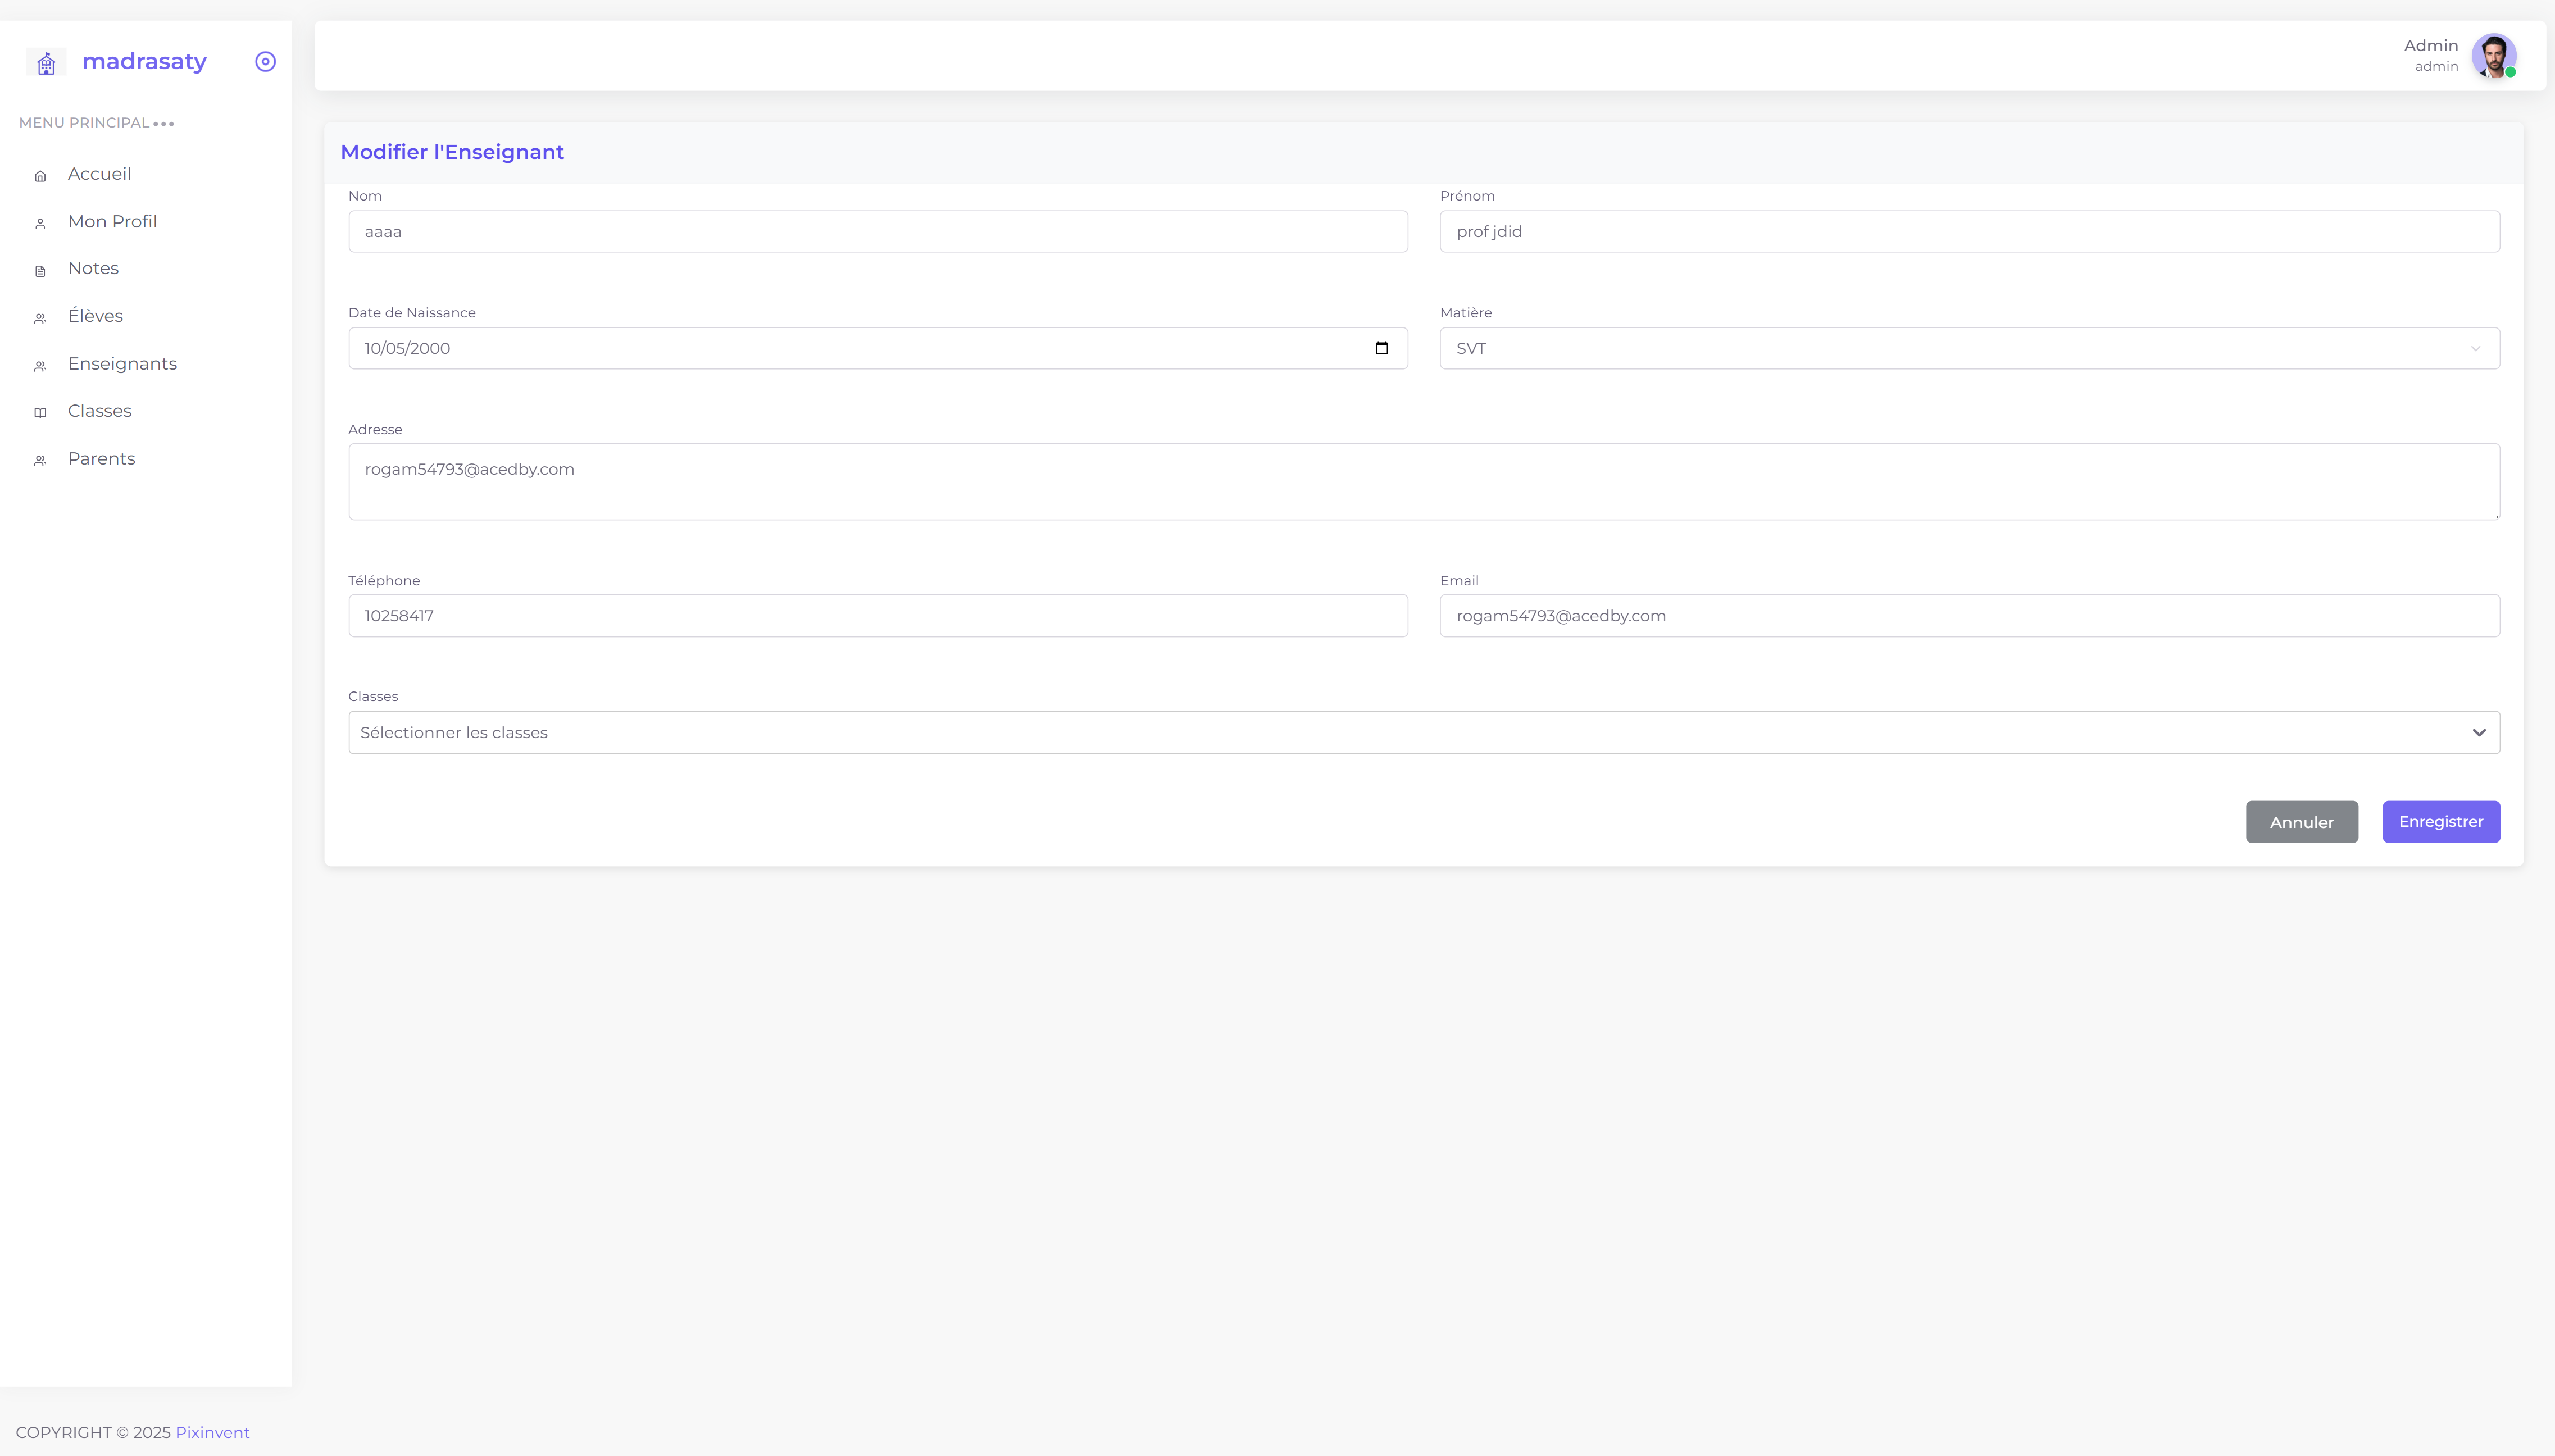 madrasaty
MENU PRINCIPAL
Accueil
Mon Profil
Notes
Élèves
Enseignants
Classes
Parents
Admin
admin
Modifier l'Enseignant
Nom
aaaa
Prénom
prof jdid
Date de Naissance
10/05/2000
Matière
SVT
Adresse
rogam54793@acedby.com
Téléphone
10258417
Email
rogam54793@acedby.com
Classes
Sélectionner les classes
Annuler
Enregistrer
COPYRIGHT © 2025 Pixinvent